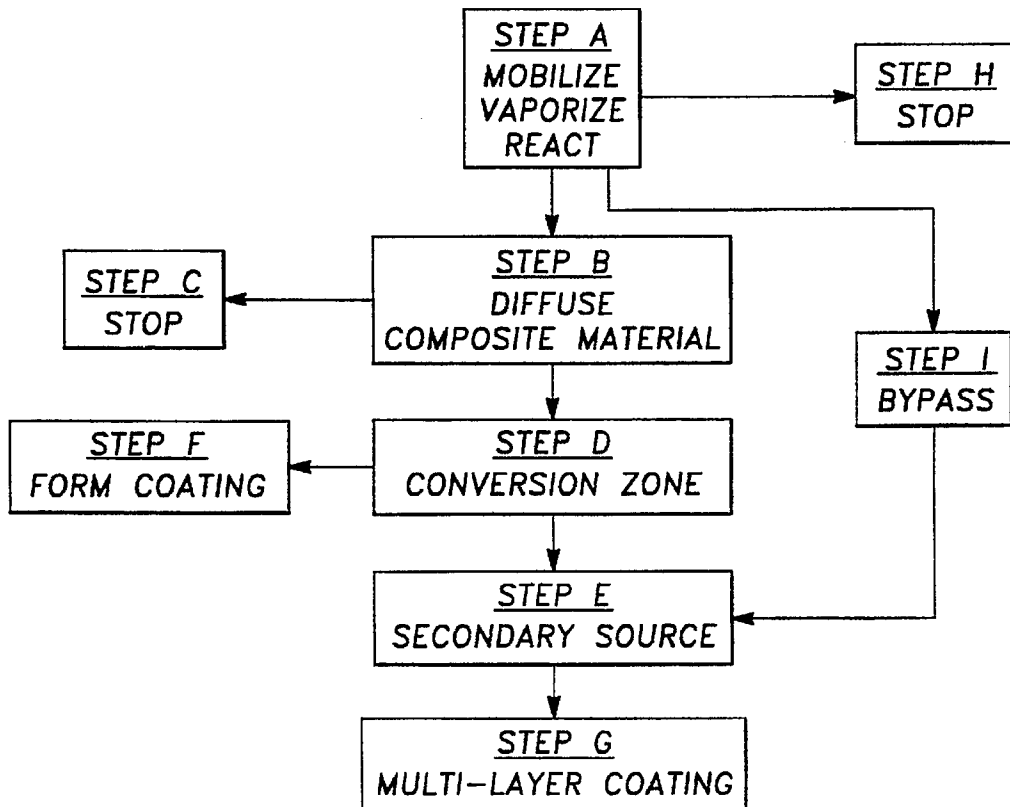 STEP A
MOBILIZE
VAPORIZE
REACT
STEP H
STOP
STEP B
DIFFUSE
COMPOSITE MATERIAL
STEP C
STOP
STEP I
BYPASS
STEP D
CONVERSION ZONE
STEP F
FORM COATING
STEP E
SECONDARY SOURCE
STEP G
MULTI-LAYER COATING